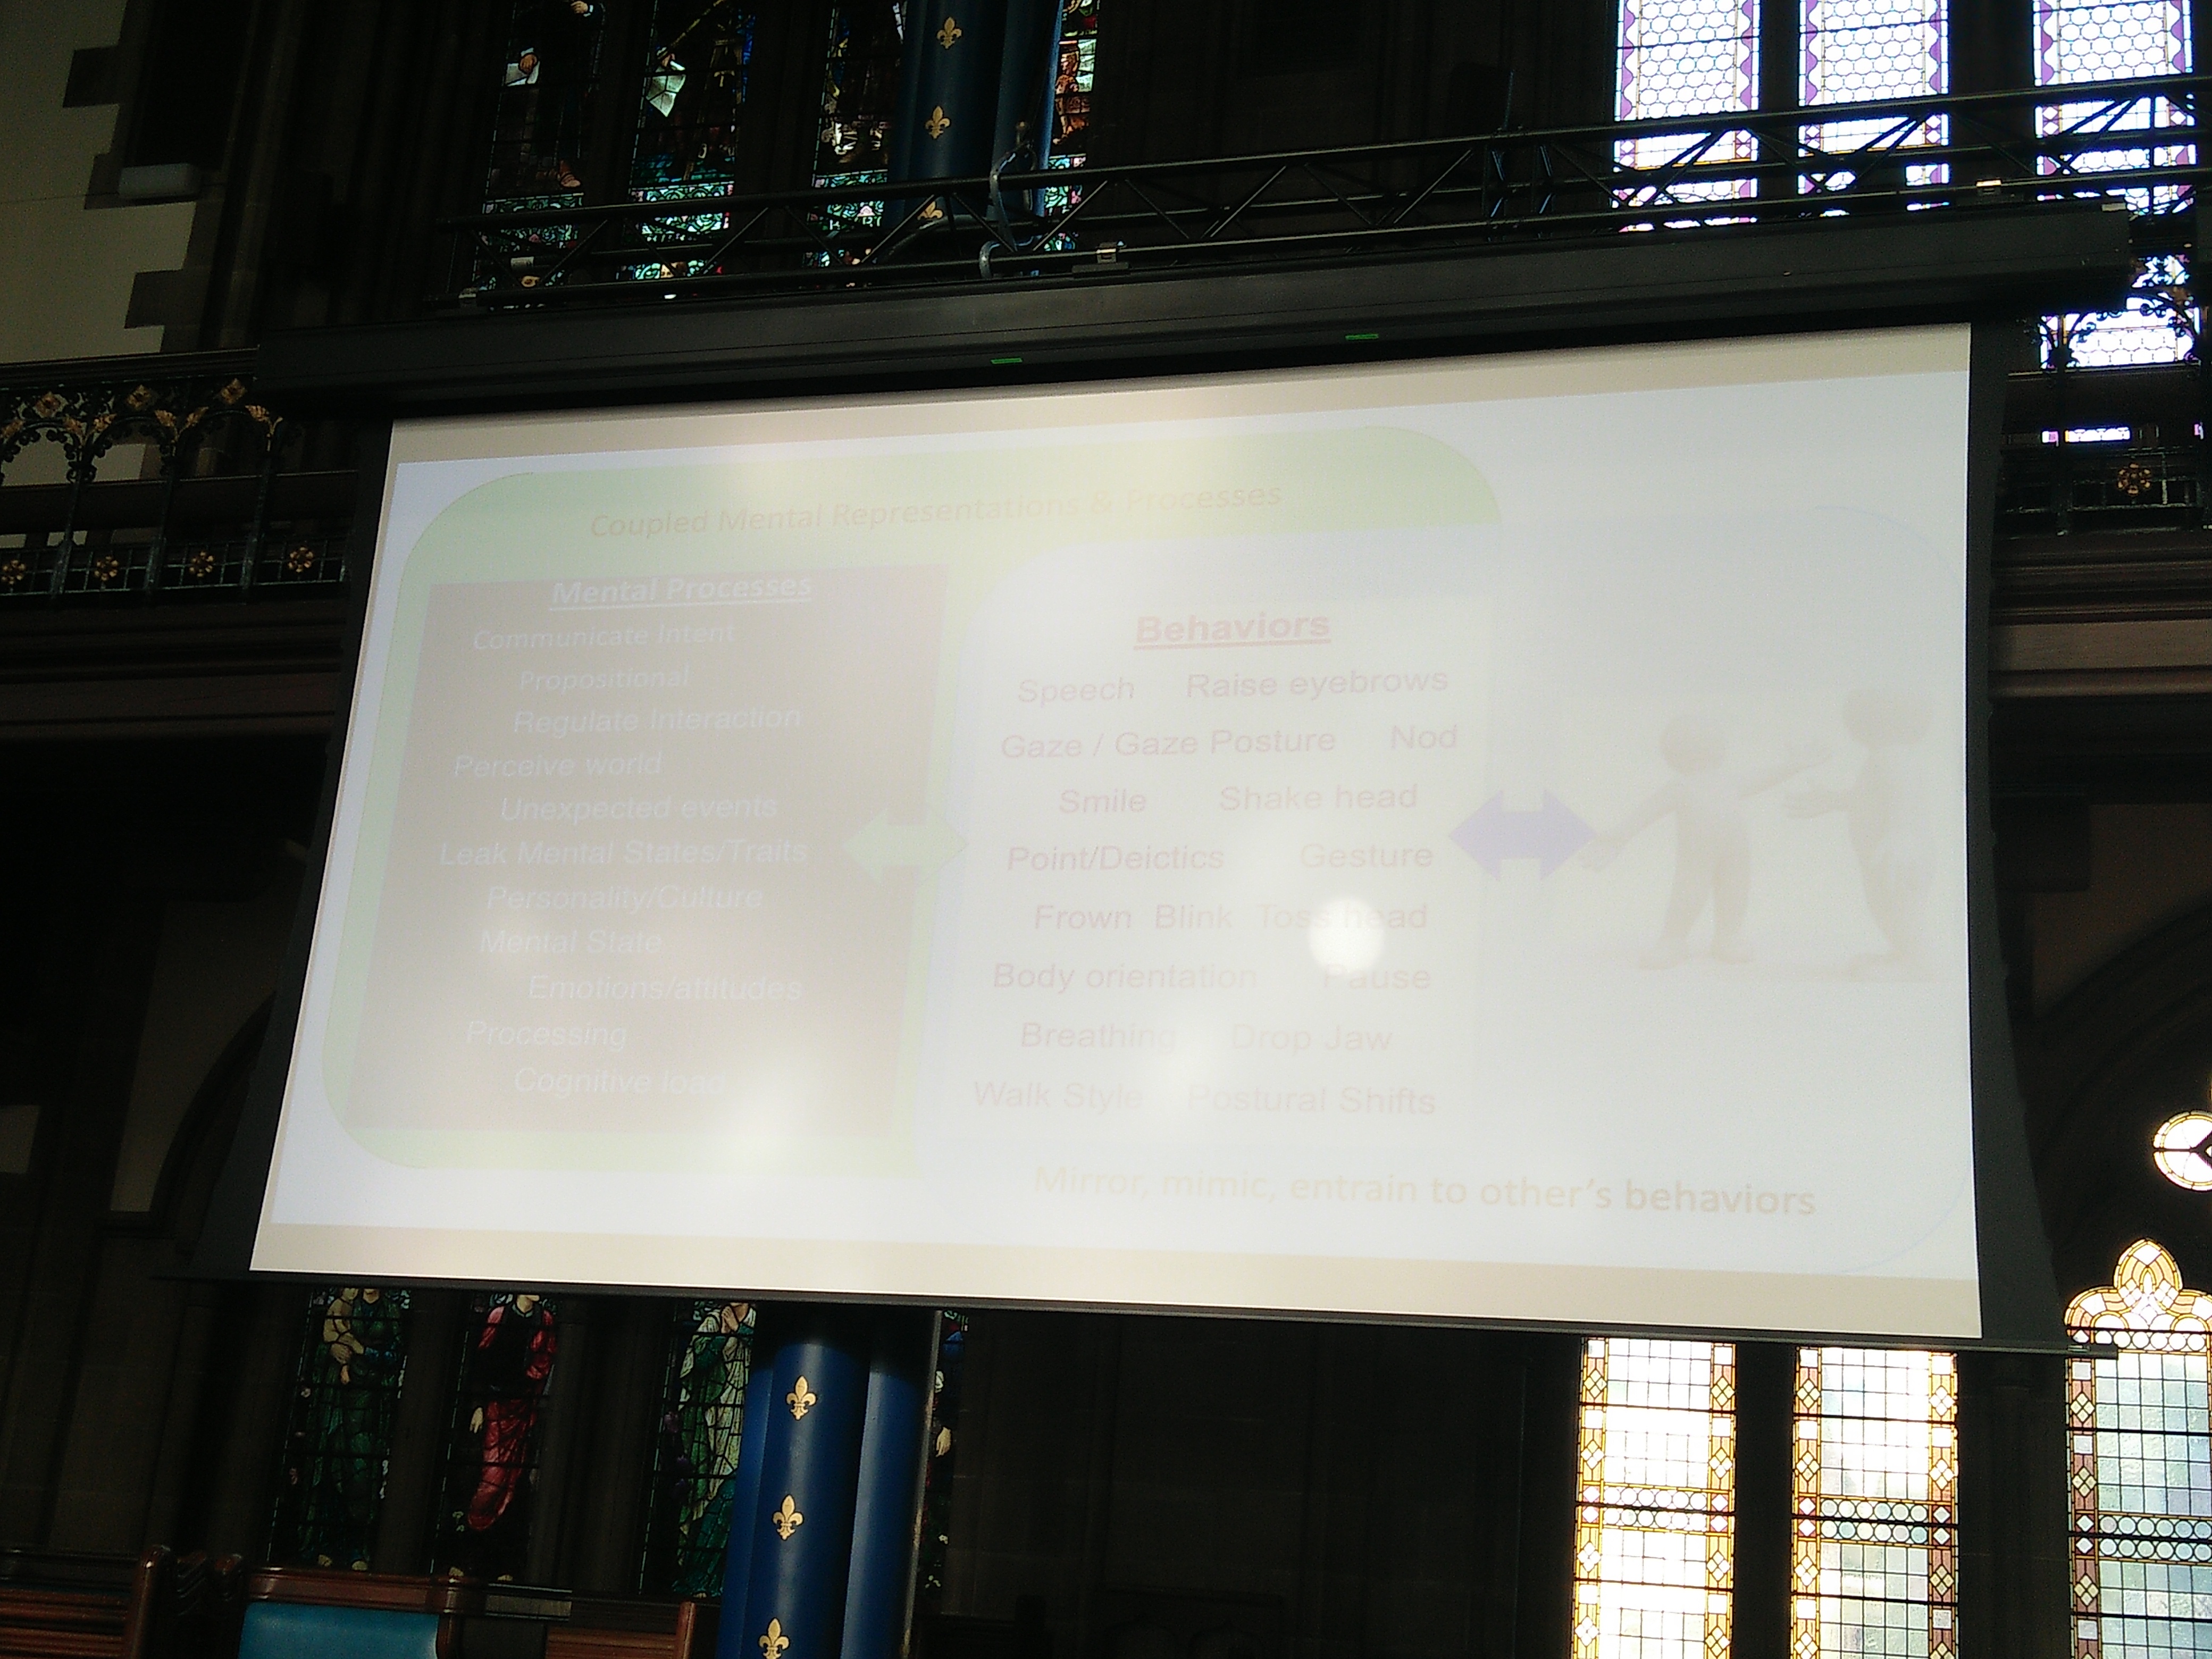 Coupled Mental Representations & Processes
Mental Processes
Communicate Intent
Propositional
Regulate Interaction
Perceive world
Unexpected events
Leak Mental States/Traits
Personality/Culture
Mental State
Emotions/attitudes
Processing
Cognitive load
Behaviors
Speech Raise eyebrows
Gaze / Gaze Posture Nod
Smile Shake head
Point/Deictics Gesture
Frown Blink Toss head
Body orientation Pause
Breathing Drop Jaw
Walk Style Postural Shifts
Mirror, mimic, entrain to other's behaviors